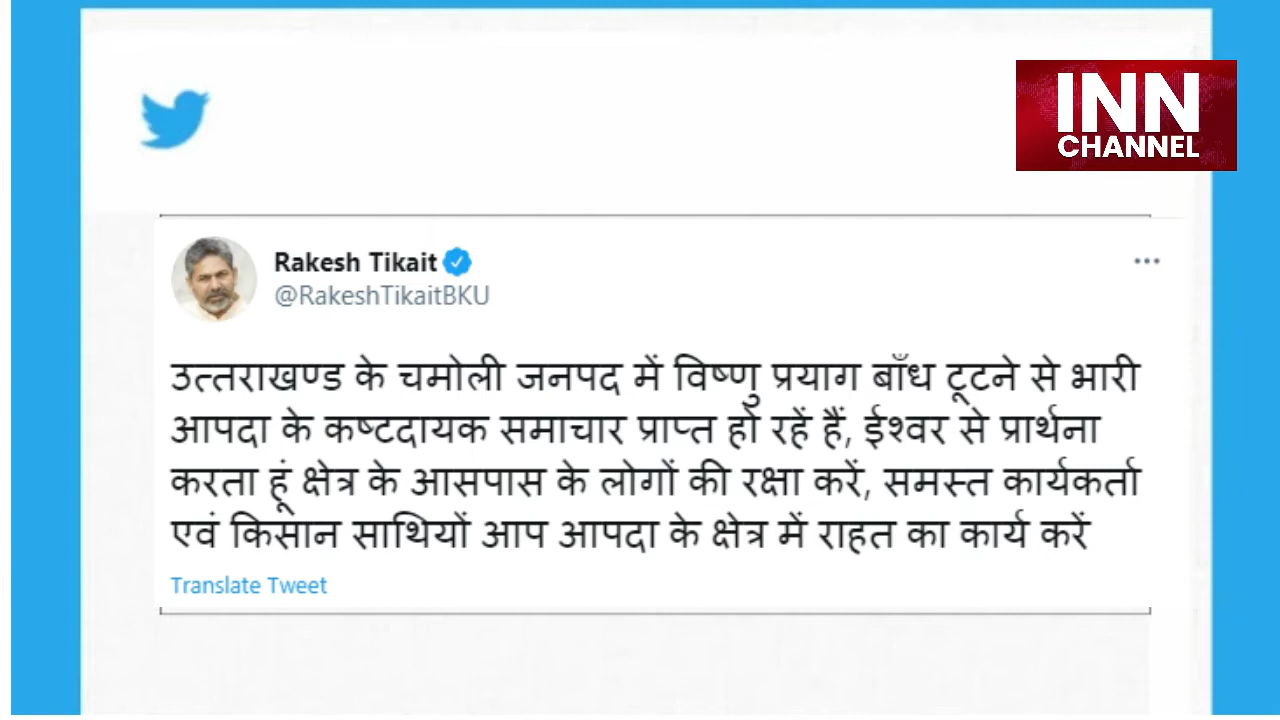 INN
CHANNEL
Rakesh Tikait
@RakeshTikaitBKU
उत्तराखण्ड के चमोली जनपद में विष्णु प्रयाग बाँध टूटने से भारी
आपदा के कष्टदायक समाचार प्राप्त हो रहें हैं, ईश्वर से प्रार्थना
करता हूं क्षेत्र के आसपास के लोगों की रक्षा करें, समस्त कार्यकर्ता
एवं किसान साथियों आप आपदा के क्षेत्र में राहत का कार्य करें
Translate Tweet